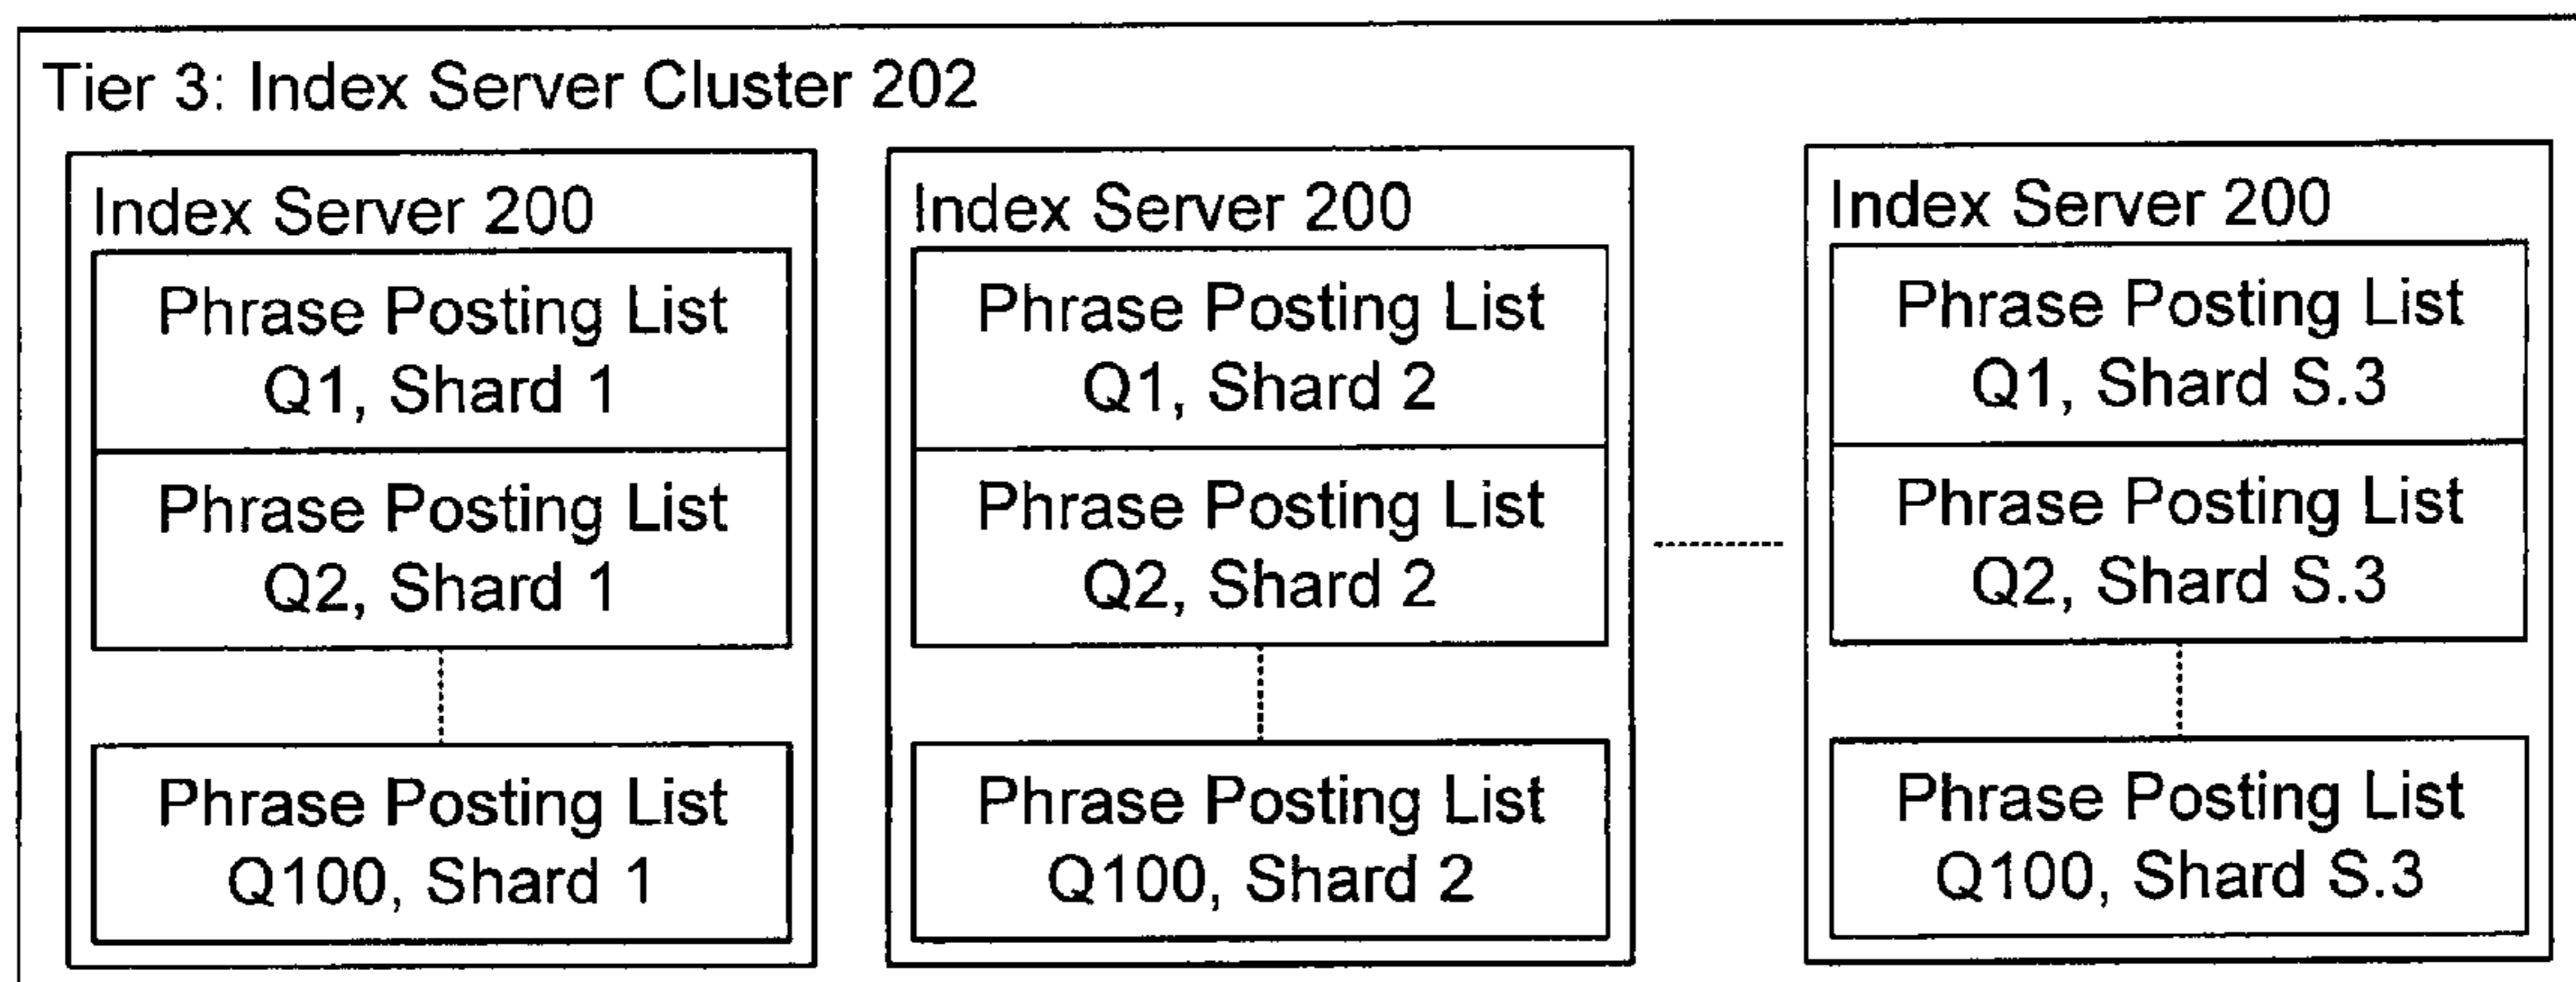 Tier 3: Index Server Cluster 202
Index Server 200
Phrase Posting List
Q1, Shard 1
Phrase Posting List
Q2, Shard 1
Phrase Posting List
Q100, Shard 1
Index Server 200
Phrase Posting List
Q1, Shard 2
Phrase Posting List
Q2, Shard 2
Phrase Posting List
Q100, Shard 2
Index Server 200
Phrase Posting List
Q1, Shard S.3
Phrase Posting List
Q2, Shard S.3
Phrase Posting List
Q100, Shard S.3